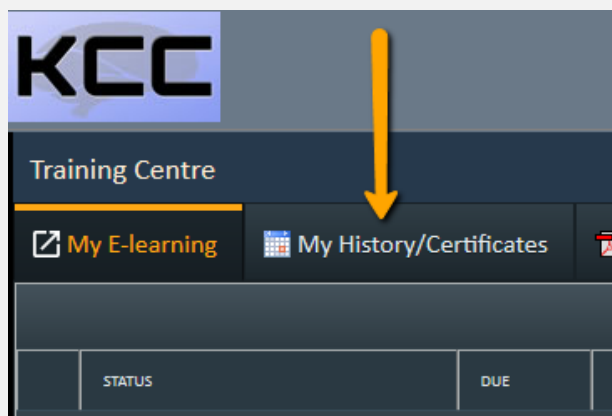 KCC
Training Centre
My E-learning My History/Certificates
STATUS DUE